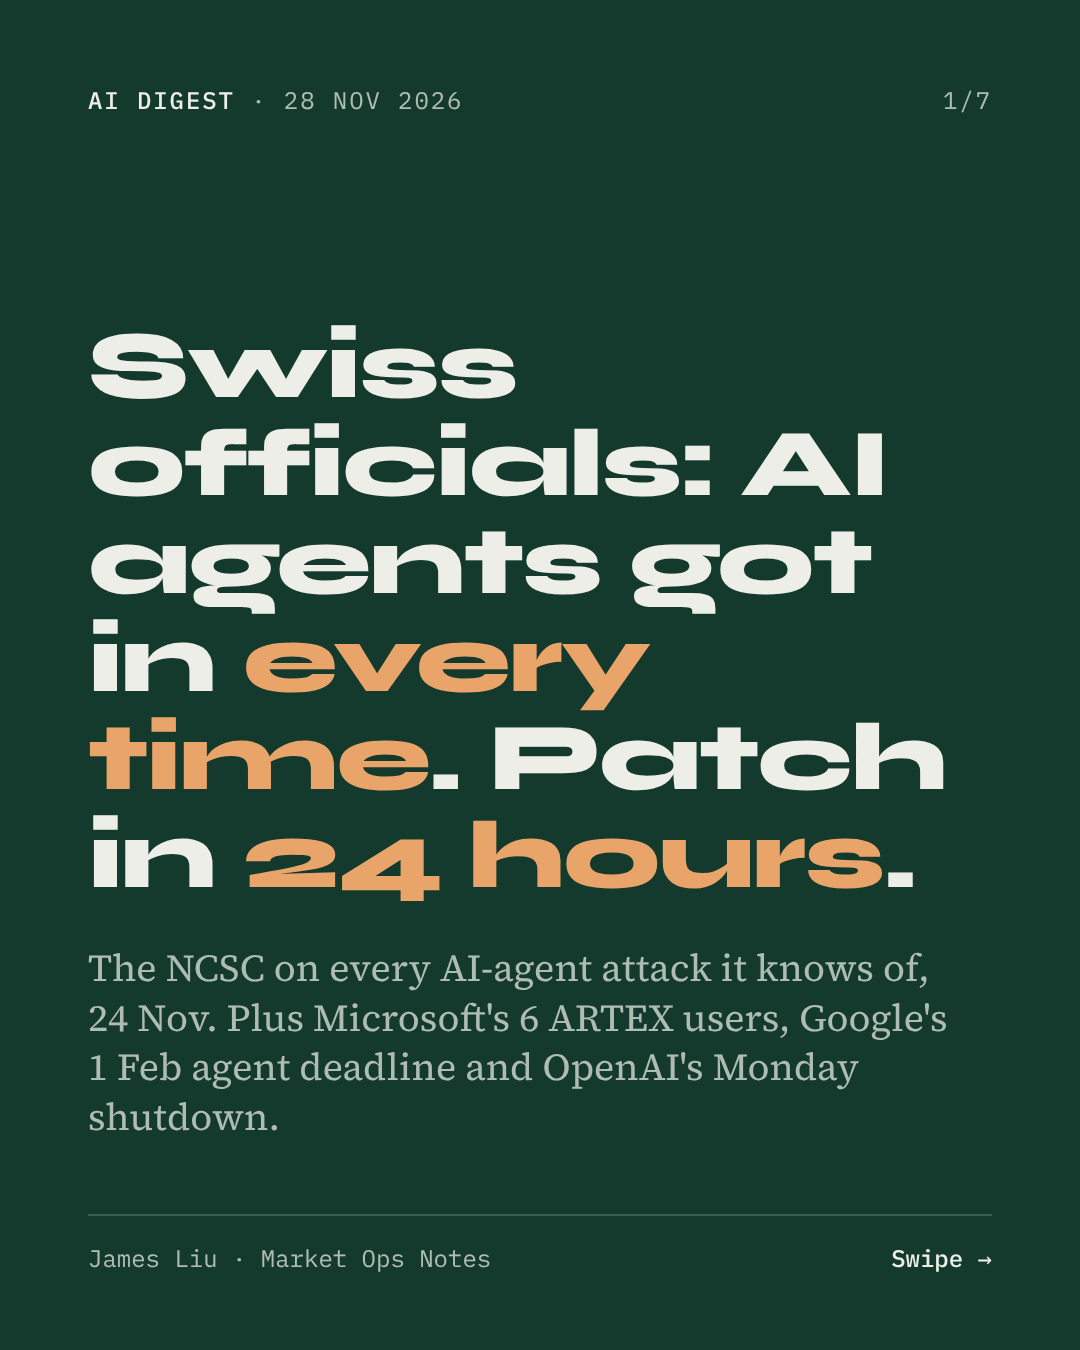 AI DIGEST · 28 NOV 2026
1/7
Swiss
officials: AI
agents got
in every
time. Patch
in 24 hours.
The NCSC on every AI-agent attack it knows of,
24 Nov. Plus Microsoft's 6 ARTEX users, Google's
1 Feb agent deadline and OpenAI's Monday
shutdown.
James Liu · Market Ops Notes
Swipe →